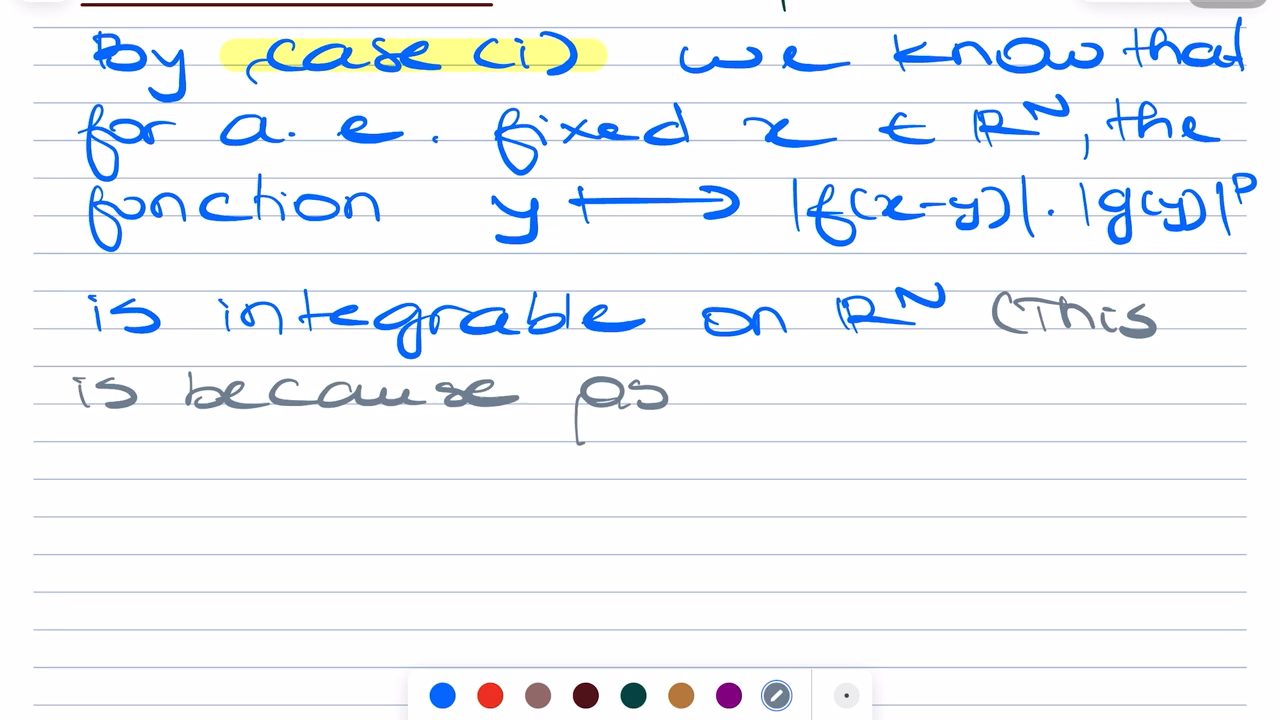 By case (i) we know that
for a. e. fixed x ∈ ℝᴺ, the
function y ⟼ |f(x-y)|.|g(y)|ᵖ
is integrable on ℝᴺ (This
is because as